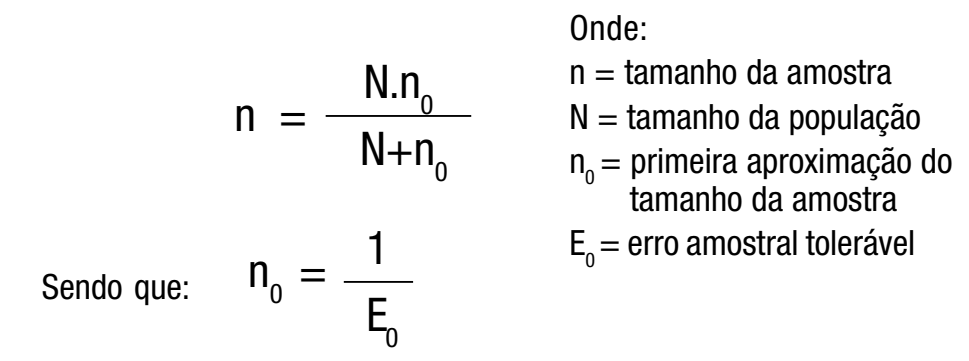 Onde:
n = tamanho da amostra
N = tamanho da população
n₀ = primeira aproximação do
tamanho da amostra
E₀ = erro amostral tolerável
n = N.n₀ / N+n₀
Sendo que: n₀ = 1 / E₀